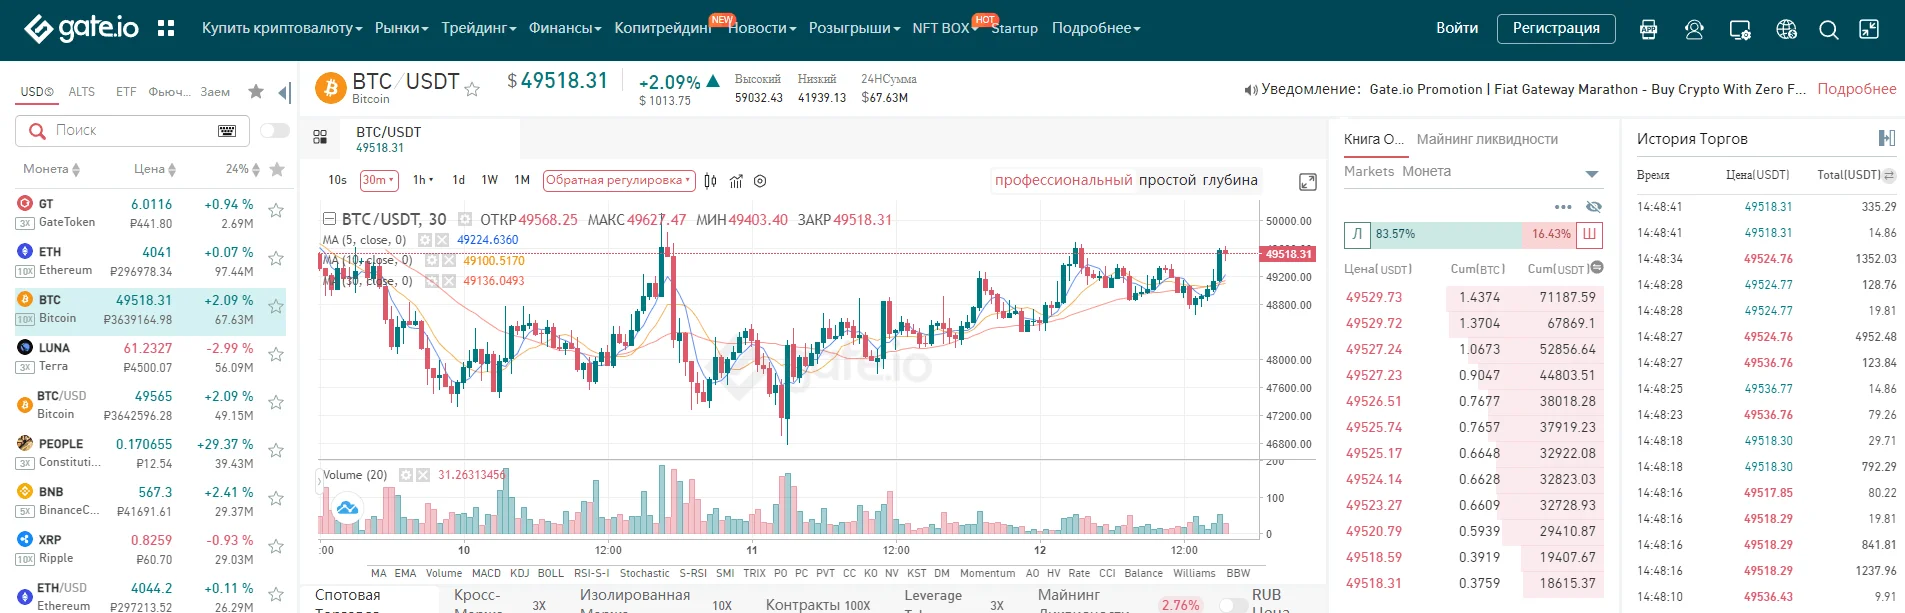 gate.io Купить криптовалюту Рынки Трейдинг Финансы Копитрейдинг NEW Новости Розыгрыши NFT BOX HOT Startup Подробнее Войти Регистрация
USD ALTS ETF Фьюч... Заем
Поиск
Монета Цена 24%
GT 6.0116 +0.94 %
3X GateToken ₽441.80 2.69M
ETH 4041 +0.07 %
10X Ethereum ₽296978.34 97.44M
BTC 49518.31 +2.09 %
10X Bitcoin ₽3639164.98 67.63M
LUNA 61.2327 -2.99 %
3X Terra ₽4500.07 56.09M
BTC/USD 49565 +2.09 %
Bitcoin ₽3642596.28 49.15M
PEOPLE 0.170655 +29.37 %
3X Constituti... ₽12.54 39.43M
BNB 567.3 +2.41 %
5X BinanceC... ₽41691.61 29.37M
XRP 0.8259 -0.93 %
10X Ripple ₽60.70 29.03M
ETH/USD 4044.2 +0.11 %
Ethereum ₽297213.52 26.29M
BTC/USDT $49518.31 +2.09% Высокий Низкий 24HСумма
Bitcoin $ 1013.75 59032.43 41939.13 $67.63M
Уведомление: Gate.io Promotion | Fiat Gateway Marathon - Buy Crypto With Zero F... Подробнее
BTC/USDT
49518.31
10s 30m 1h 1d 1W 1M Обратная регулировка профессиональный простой глубина
BTC/USDT, 30 ОТКР 49568.25 МАКС 49627.47 МИН 49403.40 ЗАКР 49518.31
MA (5, close, 0) 49224.6360
MA (10, close, 0) 49100.5170
MA (30, close, 0) 49136.0493
50000.00
49518.31
49200.00
48800.00
48000.00
47600.00
47200.00
46800.00
gate.io
Volume (20) 31.26313456
200
100
0
:00 10 12:00 11 12:00 12 12:00
MA EMA Volume MACD KDJ BOLL RSI-S-I Stochastic S-RSI SMI TRIX PO PC PVT CC KO NV KST DM Momentum AO HV Rate CCI Balance Williams BBW
Спотовая Кросс- 3X Изолированная 10X Контракты 100X Leverage 3X Майнинг 2.76% RUB
Книга О... Майнинг ликвидности
Markets Монета
Л 83.57% 16.43% Ш
Цена(USDT) Cum(BTC) Cum(USDT)
49529.73 1.4374 71187.59
49529.72 1.3704 67869.1
49527.24 1.0673 52856.64
49527.23 0.9047 44803.51
49526.51 0.7677 38018.28
49525.74 0.7657 37919.23
49525.17 0.6648 32922.08
49524.14 0.6628 32823.03
49523.27 0.6609 32728.93
49520.79 0.5939 29410.87
49518.59 0.3919 19407.67
49518.31 0.3759 18615.37
История Торгов
Время Цена(USDT) Total(USDT)
14:48:41 49518.31 335.29
14:48:41 49518.31 14.86
14:48:34 49524.76 1352.03
14:48:28 49524.77 128.76
14:48:28 49524.77 19.81
14:48:27 49524.76 4952.48
14:48:27 49536.76 123.84
14:48:25 49536.77 14.86
14:48:23 49536.76 79.26
14:48:18 49518.30 29.71
14:48:18 49518.30 792.29
14:48:16 49517.85 80.22
14:48:16 49518.29 19.81
14:48:16 49518.29 841.81
14:48:16 49518.29 1237.96
14:48:10 49536.43 9.91